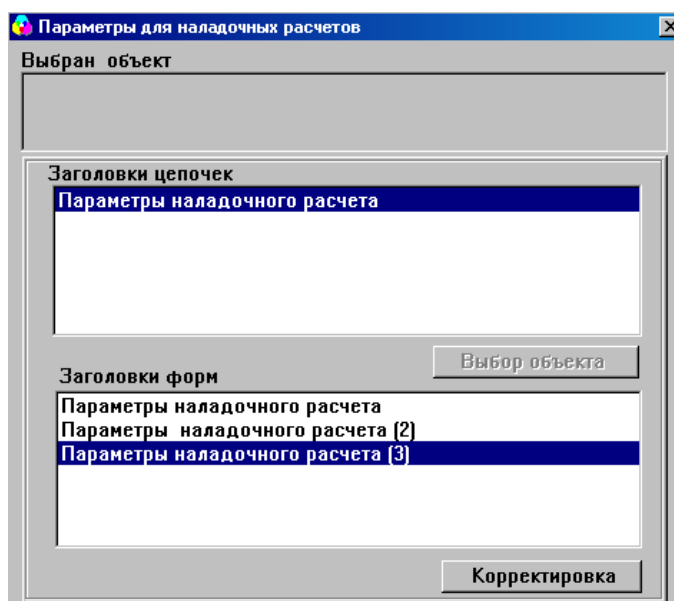 Параметры для наладочных расчетов
Выбран объект
Заголовки цепочек
Параметры наладочного расчета
Выбор объекта
Заголовки форм
Параметры наладочного расчета
Параметры наладочного расчета (2)
Параметры наладочного расчета (3)
Корректировка